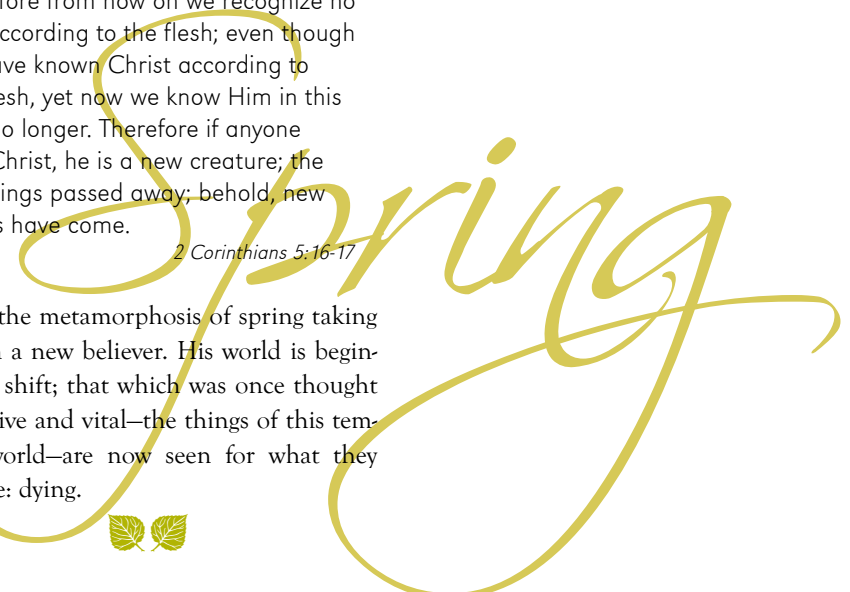 fore from now on we recognize no
ccording to the flesh; even though
ave known Christ according to
esh, yet now we know Him in this
o longer. Therefore if anyone
Christ, he is a new creature; the
ings passed away; behold, new
s have come.
2 Corinthians 5:16-17
Spring
the metamorphosis of spring taking
a new believer. His world is begin-
shift; that which was once thought
ive and vital—the things of this tem-
world—are now seen for what they
e: dying.